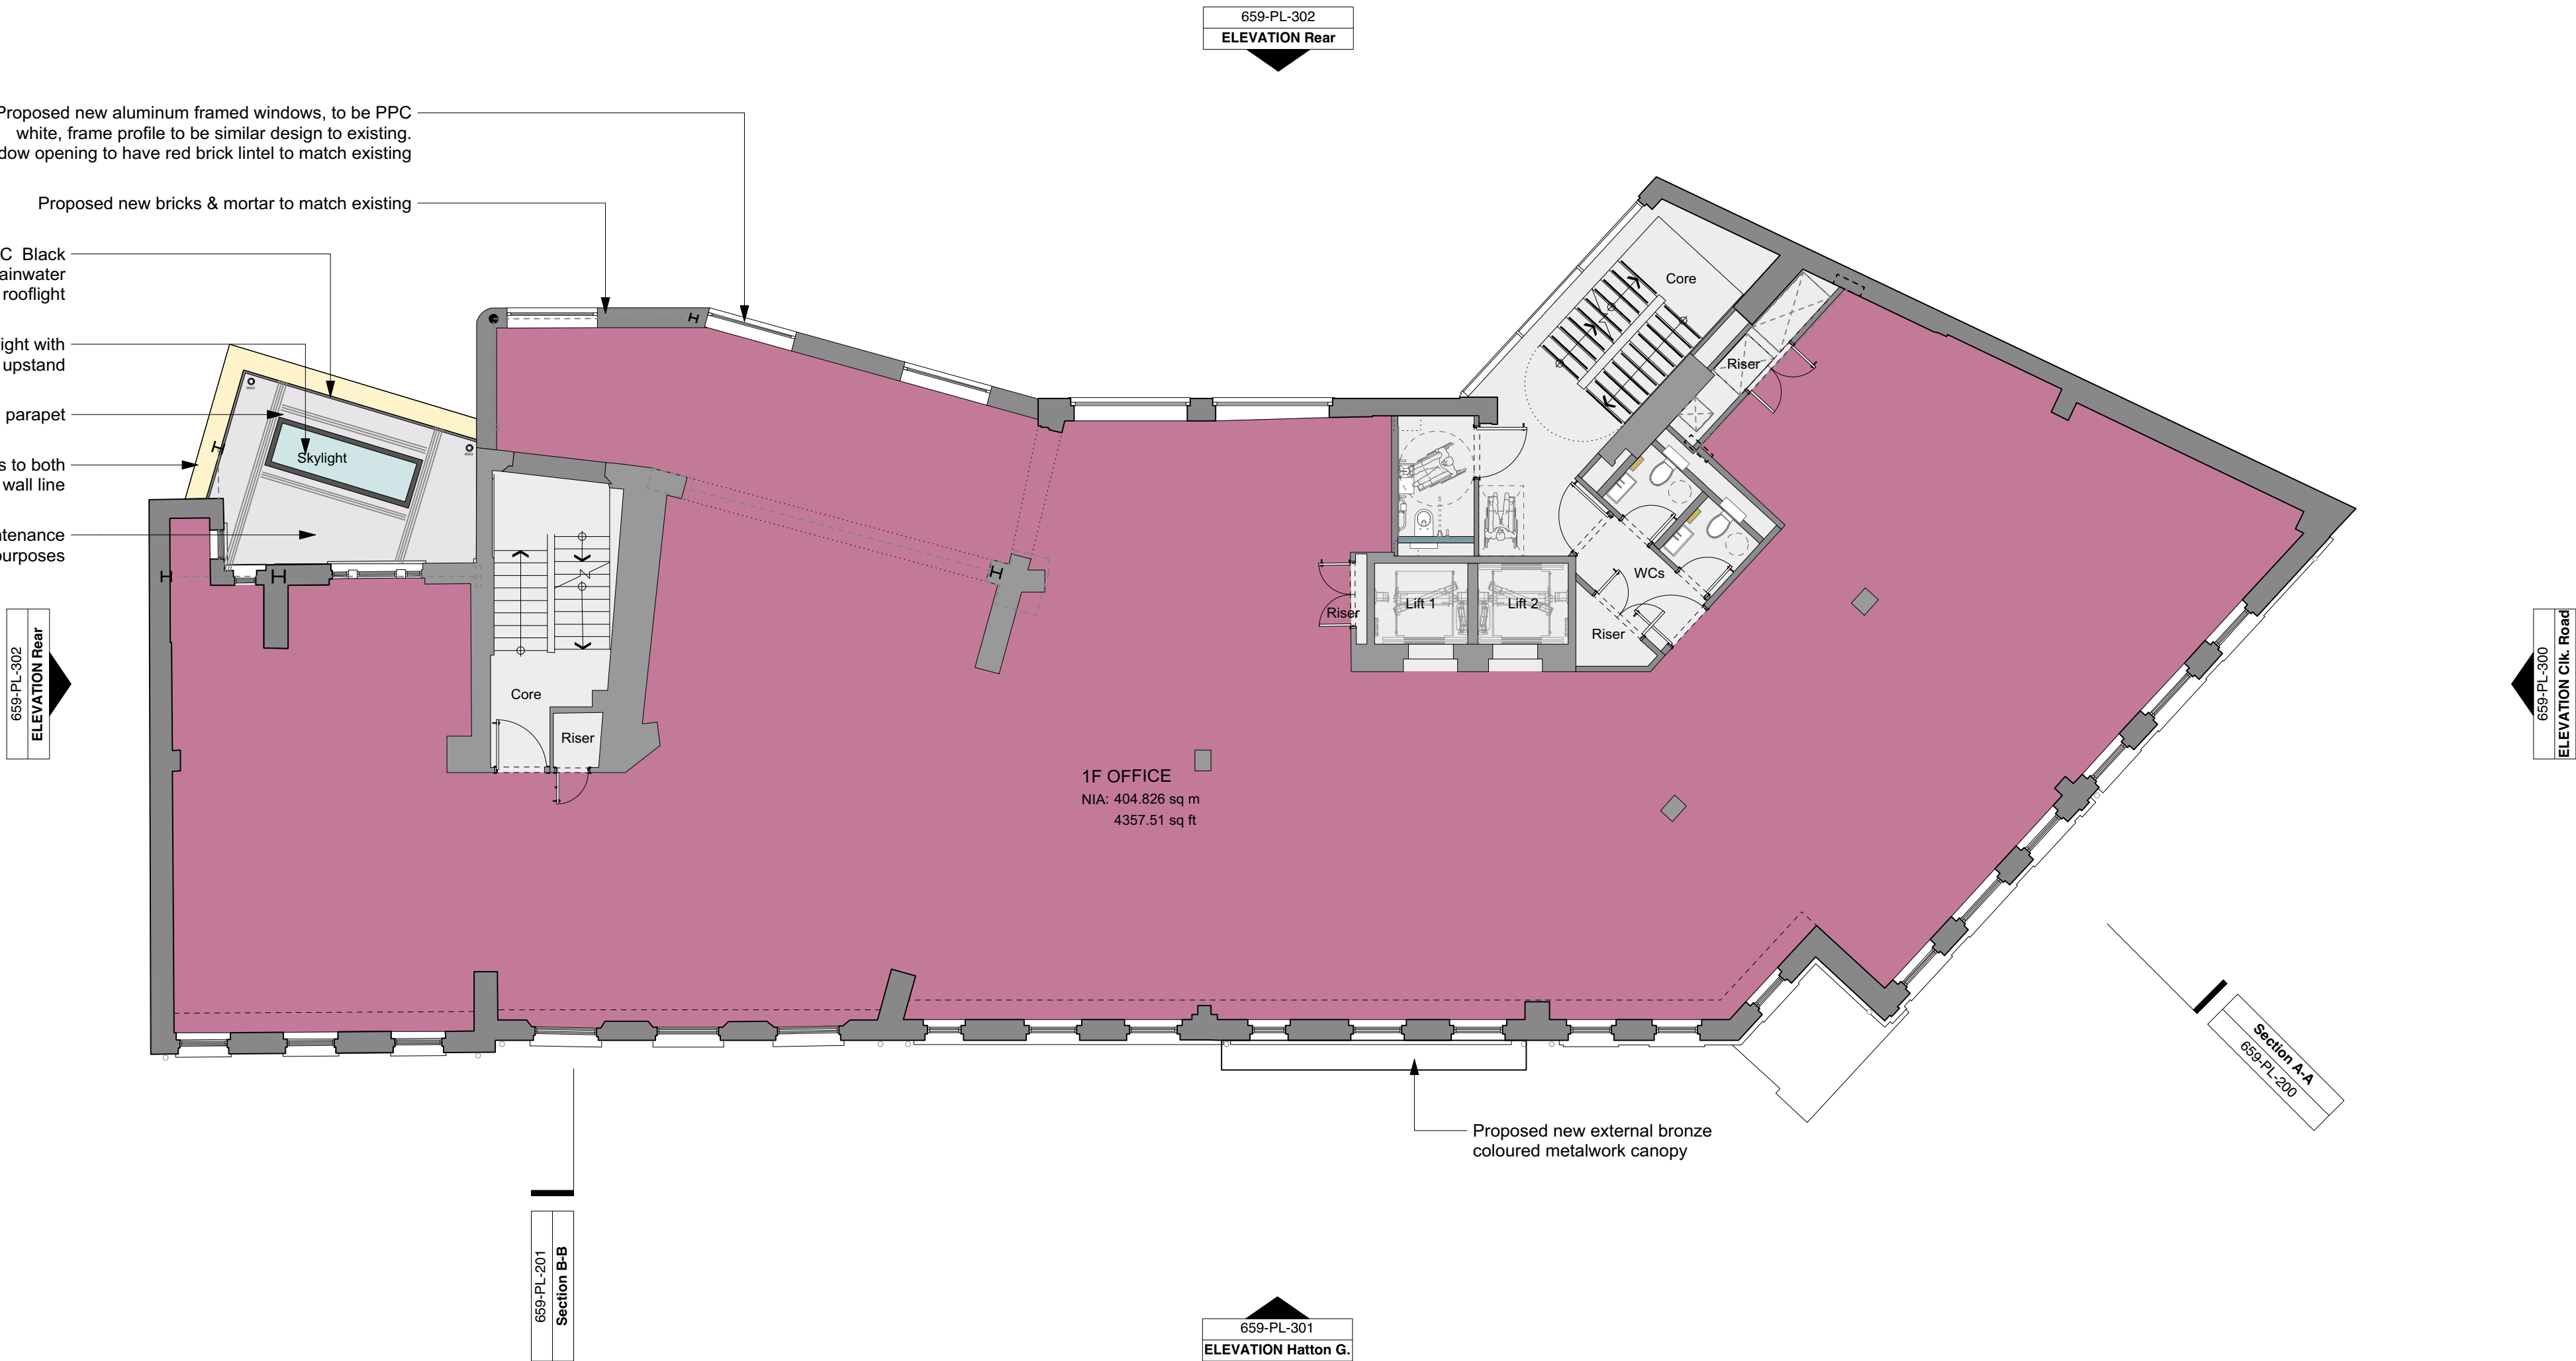 659-PL-302
ELEVATION Rear
Proposed new aluminum framed windows, to be PPC
white, frame profile to be similar design to existing.
opening to have red brick lintel to match existing
Proposed new bricks & mortar to match existing
Black
rooflight
with
upstand
parapet
to both
wall line
purposes
Skylight
Core
Riser
Core
Riser
WCs
Lift 1
Lift 2
Riser
Riser
1F OFFICE
NIA: 404.826 sq m
4357.51 sq ft
659-PL-302
ELEVATION Rear
659-PL-300
ELEVATION Clk. Road
Section A-A
659-PL-200
Proposed new external bronze
coloured metalwork canopy
659-PL-201
Section B-B
659-PL-301
ELEVATION Hatton G.